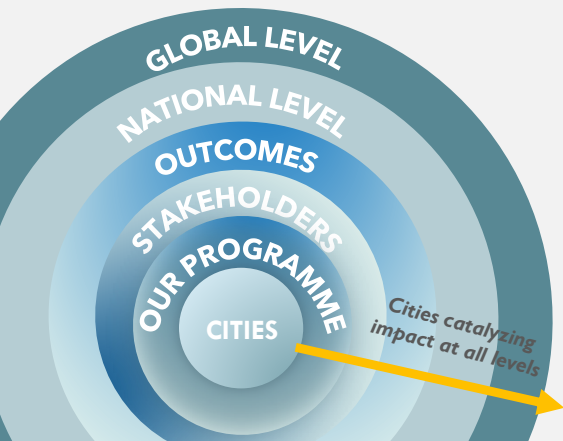 GLOBAL LEVEL
NATIONAL LEVEL
OUTCOMES
STAKEHOLDERS
OUR PROGRAMME
CITIES
Cities catalyzing
impact at all levels